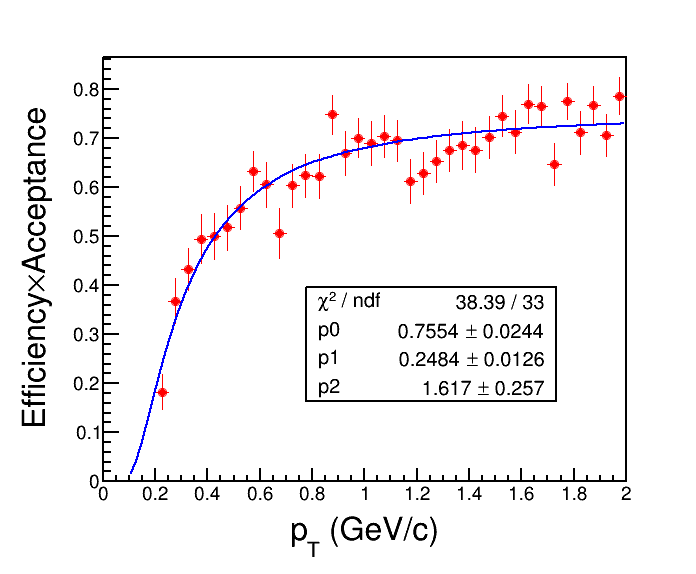 Efficiency×Acceptance
0.8
0.7
0.6
0.5
0.4
0.3
0.2
0.1
0
χ² / ndf 38.39 / 33
p0 0.7554 ± 0.0244
p1 0.2484 ± 0.0126
p2 1.617 ± 0.257
0 0.2 0.4 0.6 0.8 1 1.2 1.4 1.6 1.8 2
p_T (GeV/c)